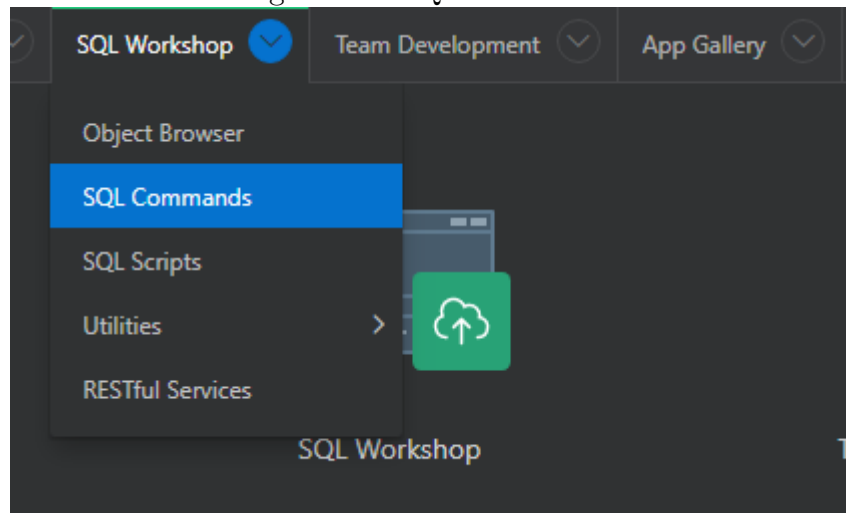 SQL Workshop Team Development App Gallery
Object Browser
SQL Commands
SQL Scripts
Utilities
RESTful Services
SQL Workshop